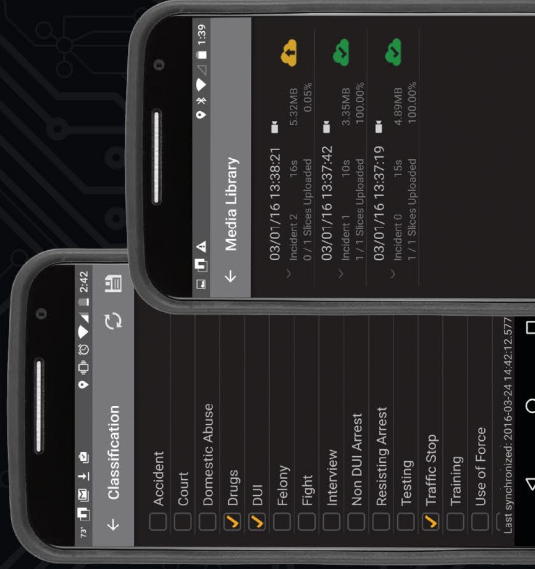 73° 2:42
Classification
Accident
Court
Domestic Abuse
Drugs
DUI
Felony
Fight
Interview
Non DUI Arrest
Resisting Arrest
Testing
Traffic Stop
Training
Use of Force
Last synchronized: 2016-03-24 14:42:12.577
1:39
Media Library
03/01/16 13:38:21
Incident 2 16s 5.32MB
0 / 1 Slices Uploaded 0.05%
03/01/16 13:37:42
Incident 1 10s 3.35MB
1 / 1 Slices Uploaded 100.00%
03/01/16 13:37:19
Incident 0 15s 4.89MB
1 / 1 Slices Uploaded 100.00%